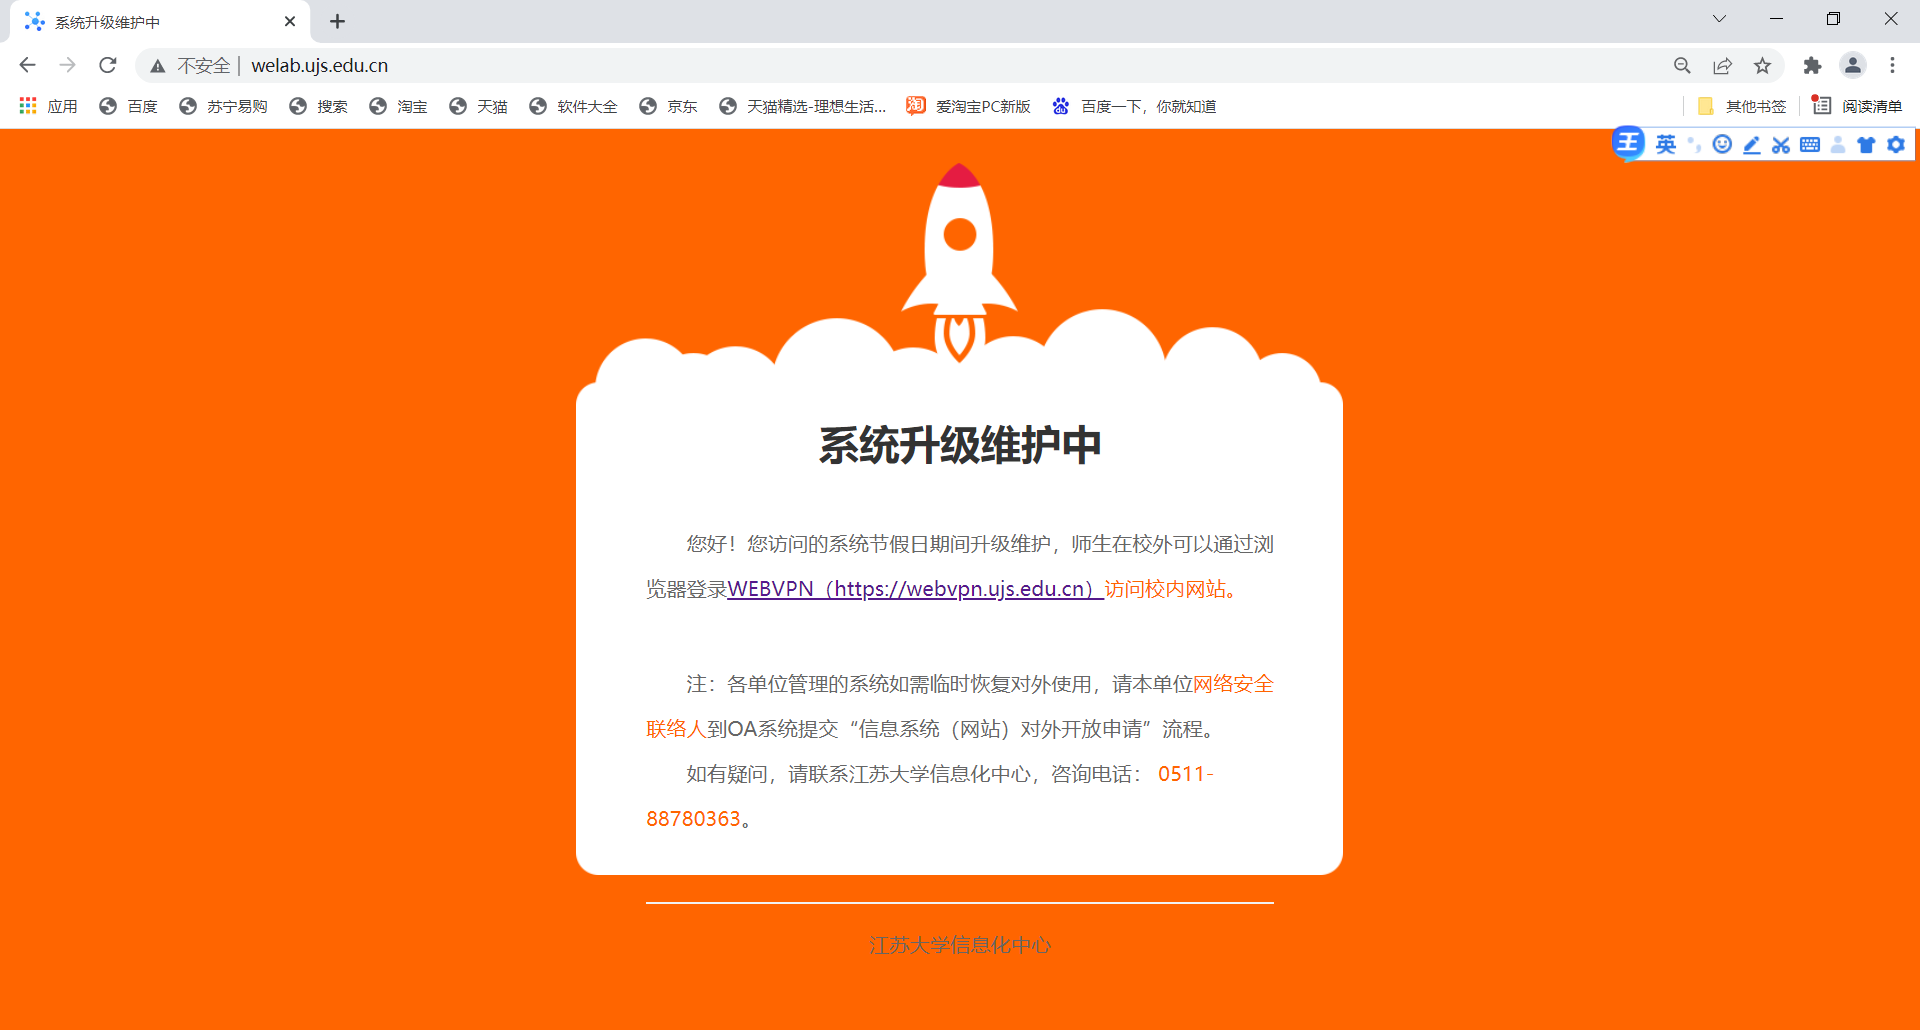 系统升级维护中
不安全 | welab.ujs.edu.cn
应用 百度 苏宁易购 搜索 淘宝 天猫 软件大全 京东 天猫精选-理想生活... 爱淘宝PC新版 百度一下，你就知道 其他书签 阅读清单
王 英
系统升级维护中
您好！您访问的系统节假日期间升级维护，师生在校外可以通过浏
览器登录WEBVPN（https://webvpn.ujs.edu.cn）访问校内网站。
注：各单位管理的系统如需临时恢复对外使用，请本单位网络安全
联络人到OA系统提交“信息系统（网站）对外开放申请”流程。
如有疑问，请联系江苏大学信息化中心，咨询电话： 0511-
88780363。
江苏大学信息化中心